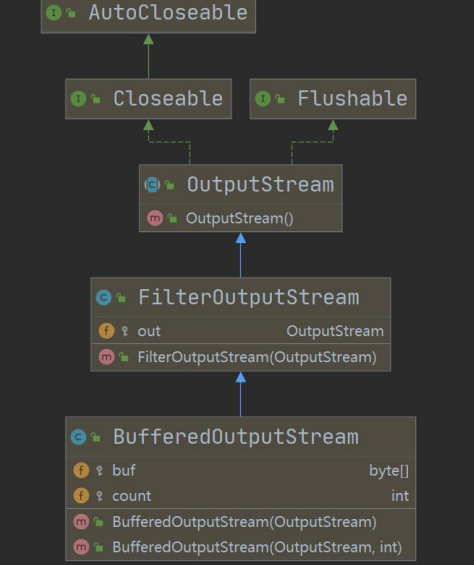 AutoCloseable
Closeable
Flushable
OutputStream
OutputStream()
FilterOutputStream
out OutputStream
FilterOutputStream(OutputStream)
BufferedOutputStream
buf byte[]
count int
BufferedOutputStream(OutputStream)
BufferedOutputStream(OutputStream, int)